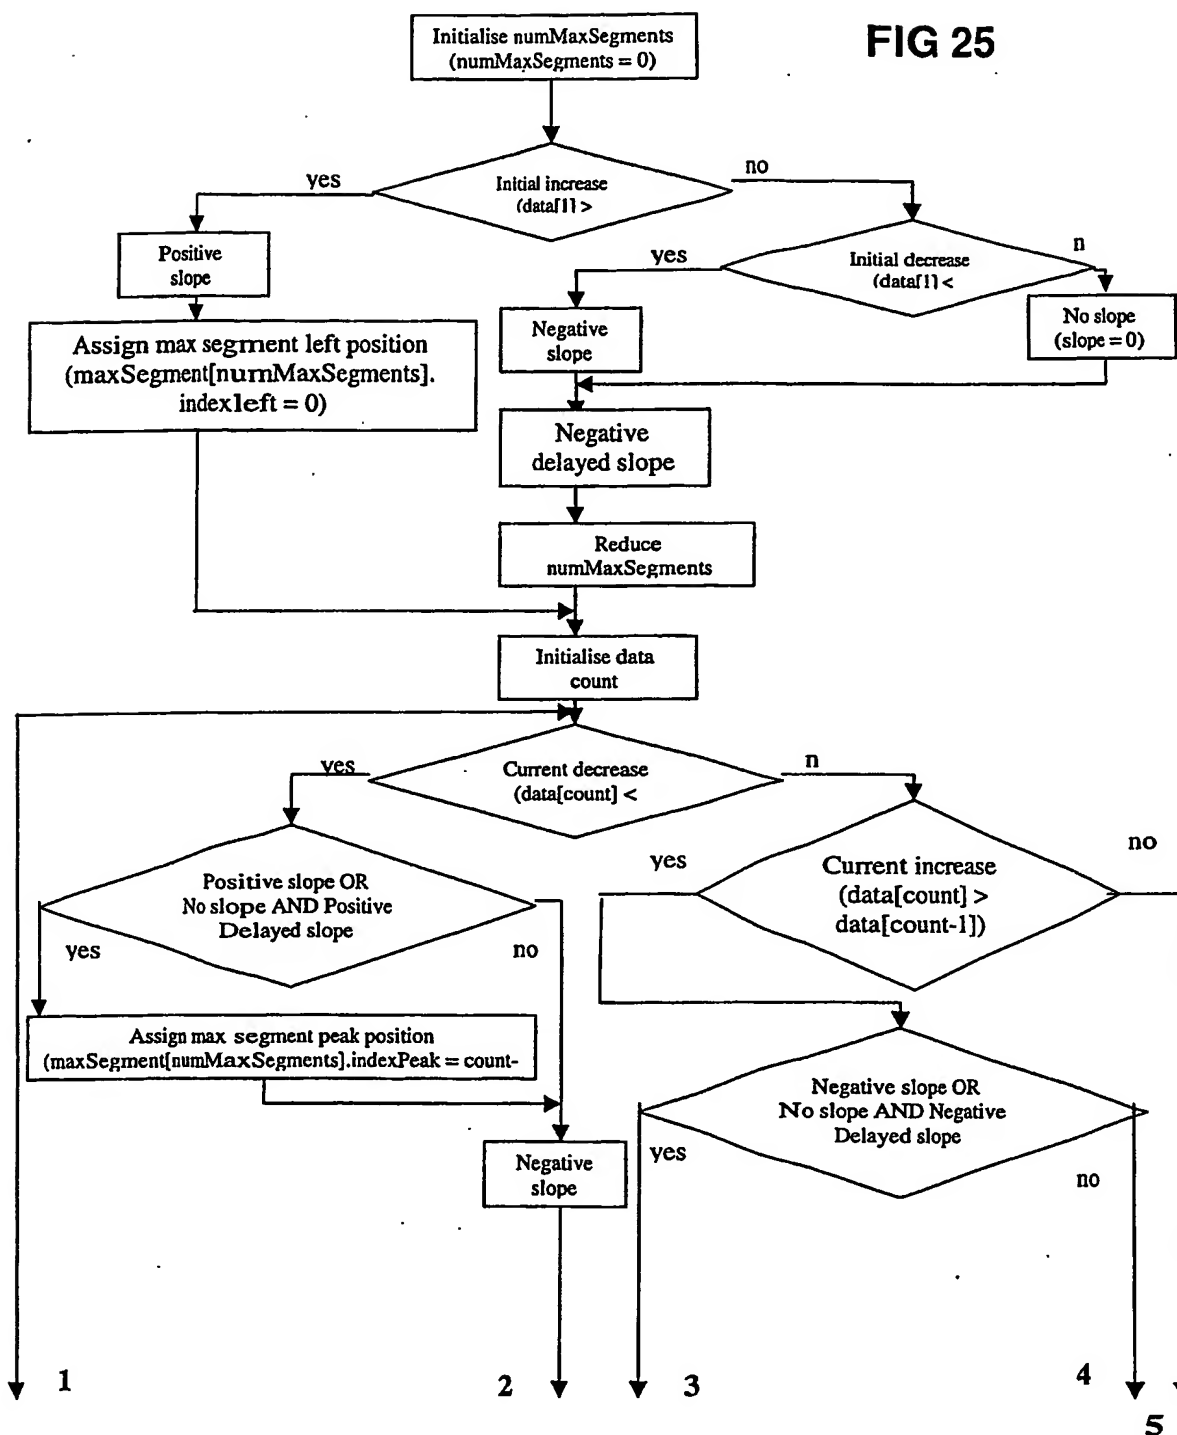 FIG 25
Initialise numMaxSegments
(numMaxSegments = 0)
yes
Initial increase
(data[1] >
no
Positive
slope
yes
Initial decrease
(data[1] <
n
Assign max segment left position
(maxSegment[numMaxSegments].
indexleft = 0)
Negative
slope
No slope
(slope = 0)
Negative
delayed slope
Reduce
numMaxSegments
Initialise data
count
yes
Current decrease
(data[count] <
n
Positive slope OR
No slope AND Positive
Delayed slope
yes
no
yes
Current increase
(data[count] >
data[count-1])
no
Assign max segment peak position
(maxSegment[numMaxSegments].indexPeak = count-
Negative slope OR
No slope AND Negative
Delayed slope
yes
no
Negative
slope
1
2
3
4
5